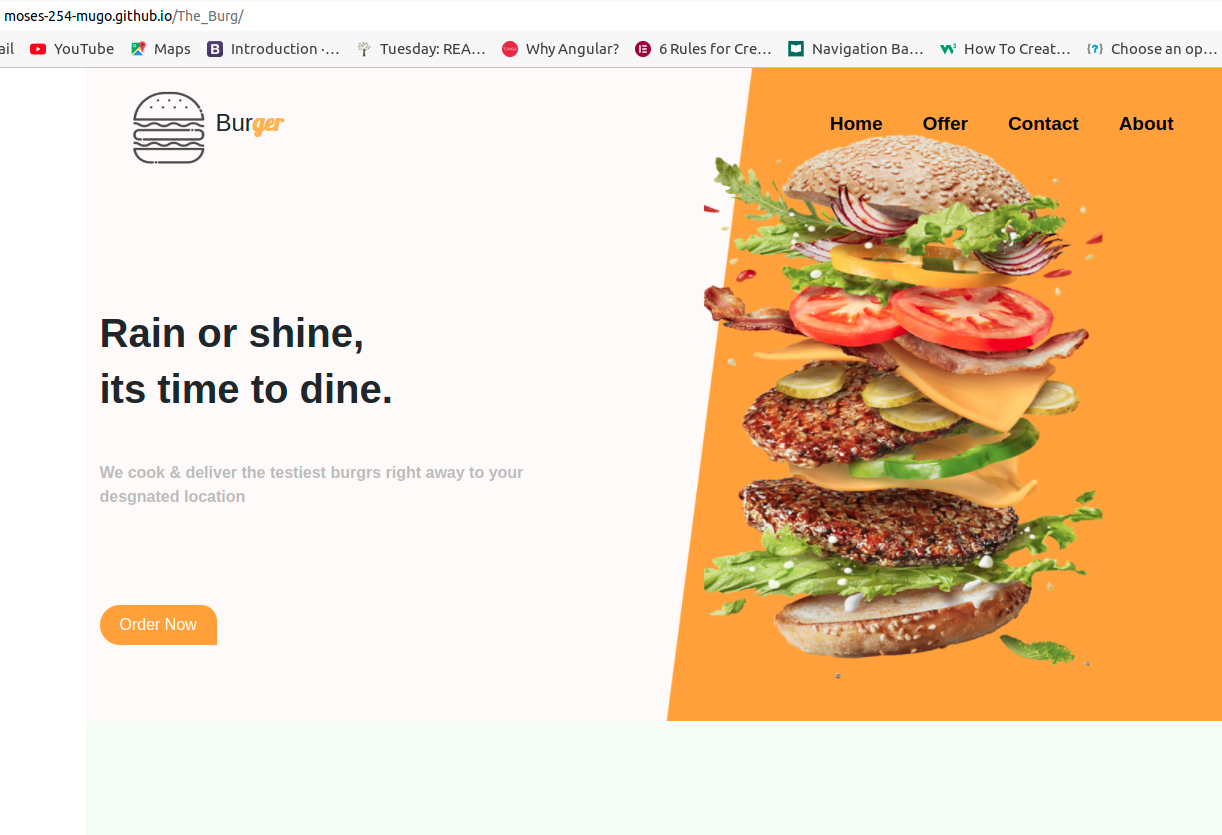 moses-254-mugo.github.io/The_Burg/
ail YouTube Maps Introduction ·... Tuesday: REA... Why Angular? 6 Rules for Cre... Navigation Ba... How To Creat... Choose an op...
Burger
Home Offer Contact About
Rain or shine,
its time to dine.
We cook & deliver the testiest burgrs right away to your
desgnated location
Order Now